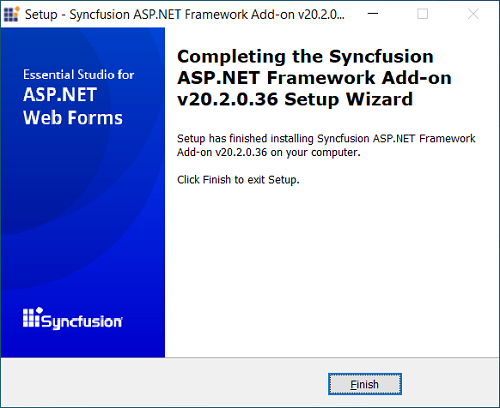 Setup - Syncfusion ASP.NET Framework Add-on v20.2.0...
Essential Studio for
ASP.NET
Web Forms
Syncfusion
Completing the Syncfusion
ASP.NET Framework Add-on
v20.2.0.36 Setup Wizard
Setup has finished installing Syncfusion ASP.NET Framework
Add-on v20.2.0.36 on your computer.
Click Finish to exit Setup.
Finish